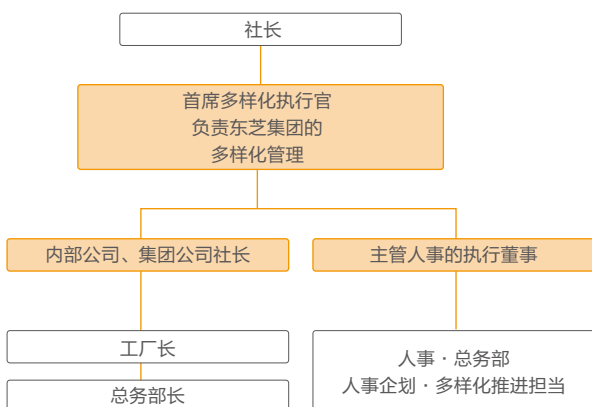 社长
首席多样化执行官
负责东芝集团的
多样化管理
内部公司、集团公司社长
主管人事的执行董事
工厂长
总务部长
人事・总务部
人事企划・多样化推进担当